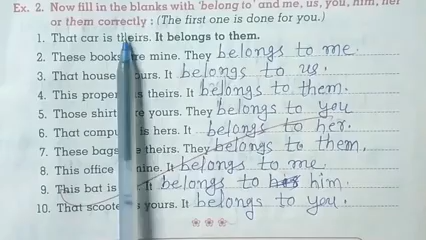 Ex. 2. Now fill in the blanks with 'belong to' and me, us, you, him, her
or them correctly : (The first one is done for you.)
1. That car is theirs. It belongs to them.
2. These books are mine. They belongs to me.
3. That house ours. It belongs to us.
4. This proper is theirs. It belongs to them.
5. Those shirt re yours. They belongs to you
6. That compu is hers. It belongs to her.
7. These bags theirs. They belongs to them.
8. This office mine. It belongs to me.
9. This bat is It belongs to him.
10. That scoote yours. It belongs to you.